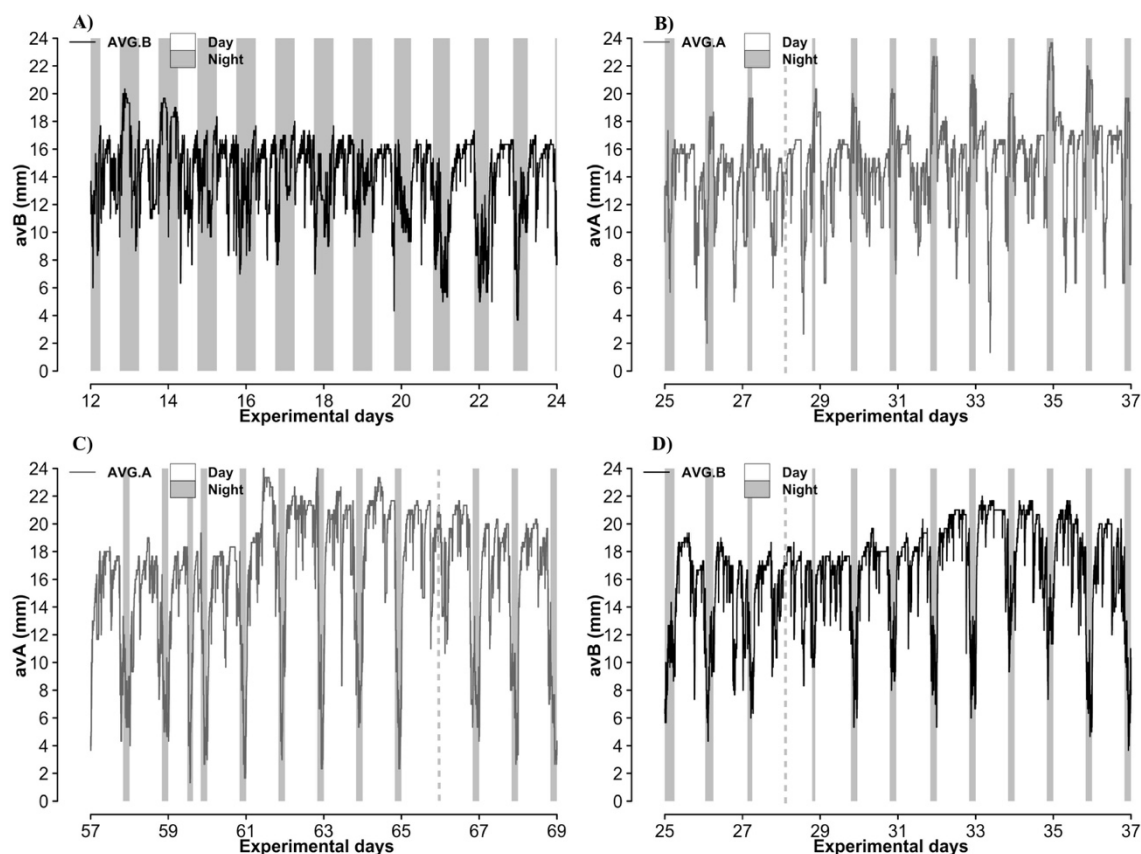 A)
AVG.B Day
Night
24
22
20
18
16
14
12
10
8
6
4
2
0
avB (mm)
12 14 16 18 20 22 24
Experimental days
B)
AVG.A Day
Night
24
22
20
18
16
14
12
10
8
6
4
2
0
avA (mm)
25 27 29 31 33 35 37
Experimental days
C)
AVG.A Day
Night
24
22
20
18
16
14
12
10
8
6
4
2
0
avA (mm)
57 59 61 63 65 67 69
Experimental days
D)
AVG.B Day
Night
24
22
20
18
16
14
12
10
8
6
4
2
0
avB (mm)
25 27 29 31 33 35 37
Experimental days